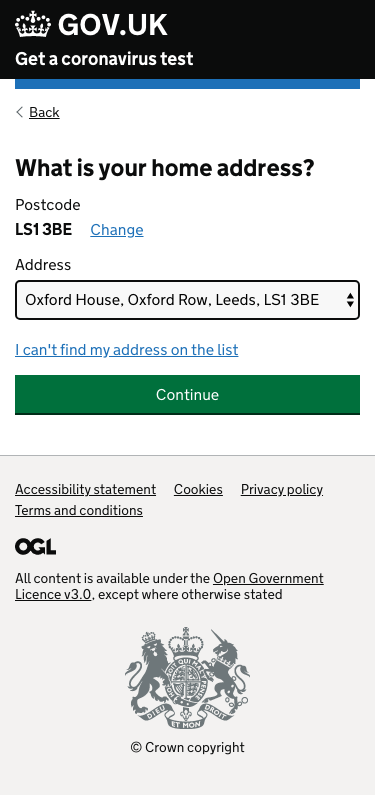 GOV.UK
Get a coronavirus test
Back
What is your home address?
Postcode
LS1 3BE Change
Address
Oxford House, Oxford Row, Leeds, LS1 3BE
I can't find my address on the list
Continue
Accessibility statement Cookies Privacy policy
Terms and conditions
OGL
All content is available under the Open Government
Licence v3.0, except where otherwise stated
DIEU ET MON DROIT
© Crown copyright